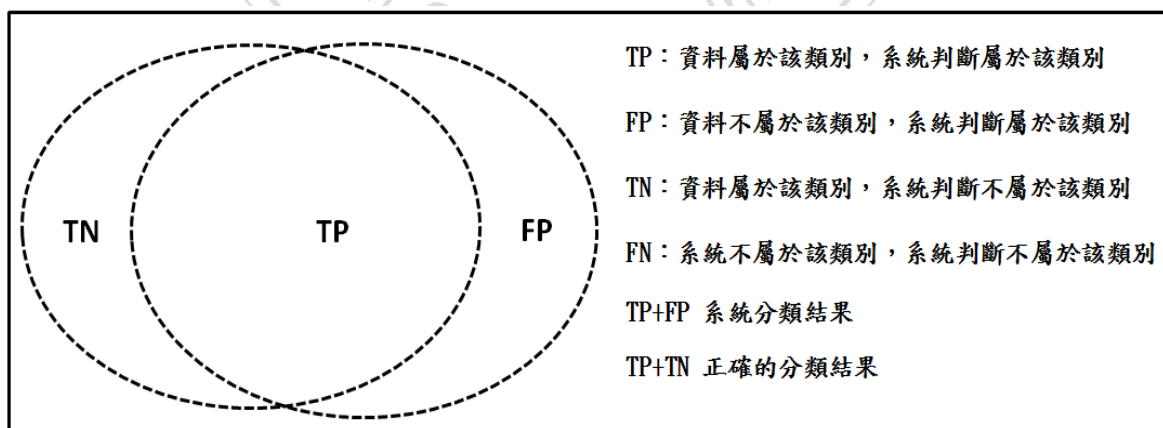 TN
TP
FP
TP：資料屬於該類別，系統判斷屬於該類別
FP：資料不屬於該類別，系統判斷屬於該類別
TN：資料屬於該類別，系統判斷不屬於該類別
FN：系統不屬於該類別，系統判斷不屬於該類別
TP+FP 系統分類結果
TP+TN 正確的分類結果